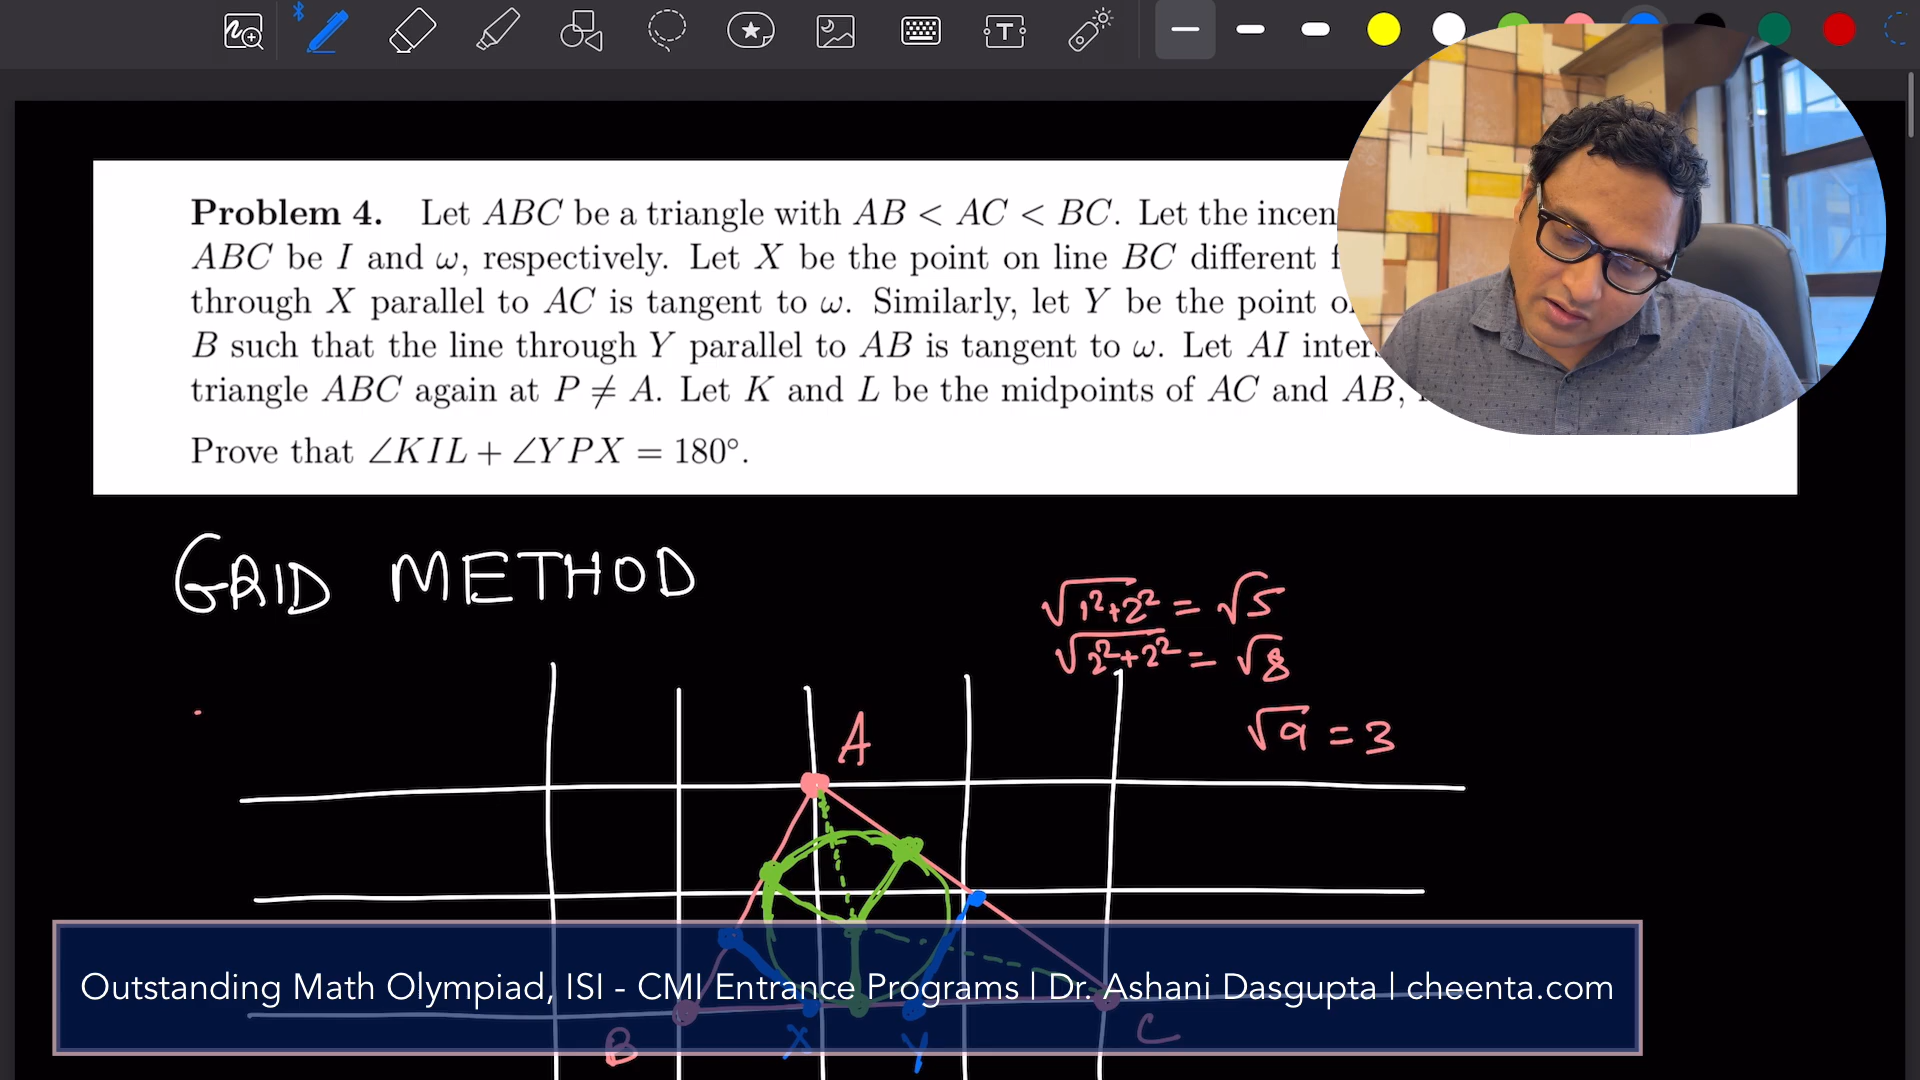 Problem 4. Let ABC be a triangle with AB < AC < BC. Let the incen
ABC be I and ω, respectively. Let X be the point on line BC different f
through X parallel to AC is tangent to ω. Similarly, let Y be the point o
B such that the line through Y parallel to AB is tangent to ω. Let AI inter
triangle ABC again at P ≠ A. Let K and L be the midpoints of AC and AB,
Prove that ∠KIL + ∠YPX = 180°.
GRID METHOD
√1²+2² = √5
√2²+2² = √8
√9 = 3
A
Outstanding Math Olympiad, ISI - CMI Entrance Programs | Dr. Ashani Dasgupta | cheenta.com
B X Y C